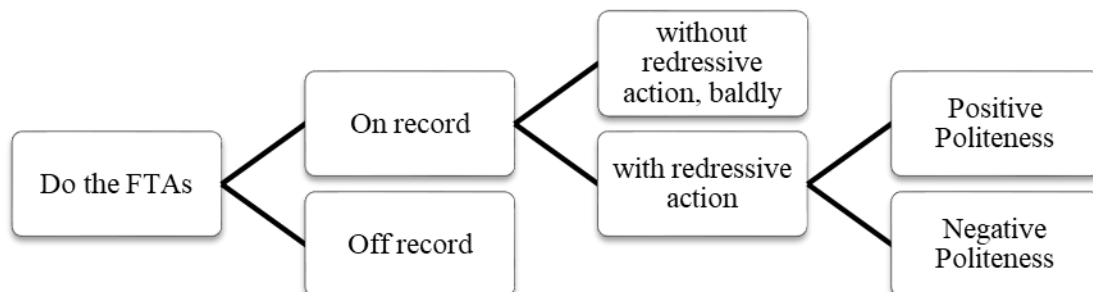 Do the FTAs
On record
Off record
without
redressive
action, baldly
with redressive
action
Positive
Politeness
Negative
Politeness